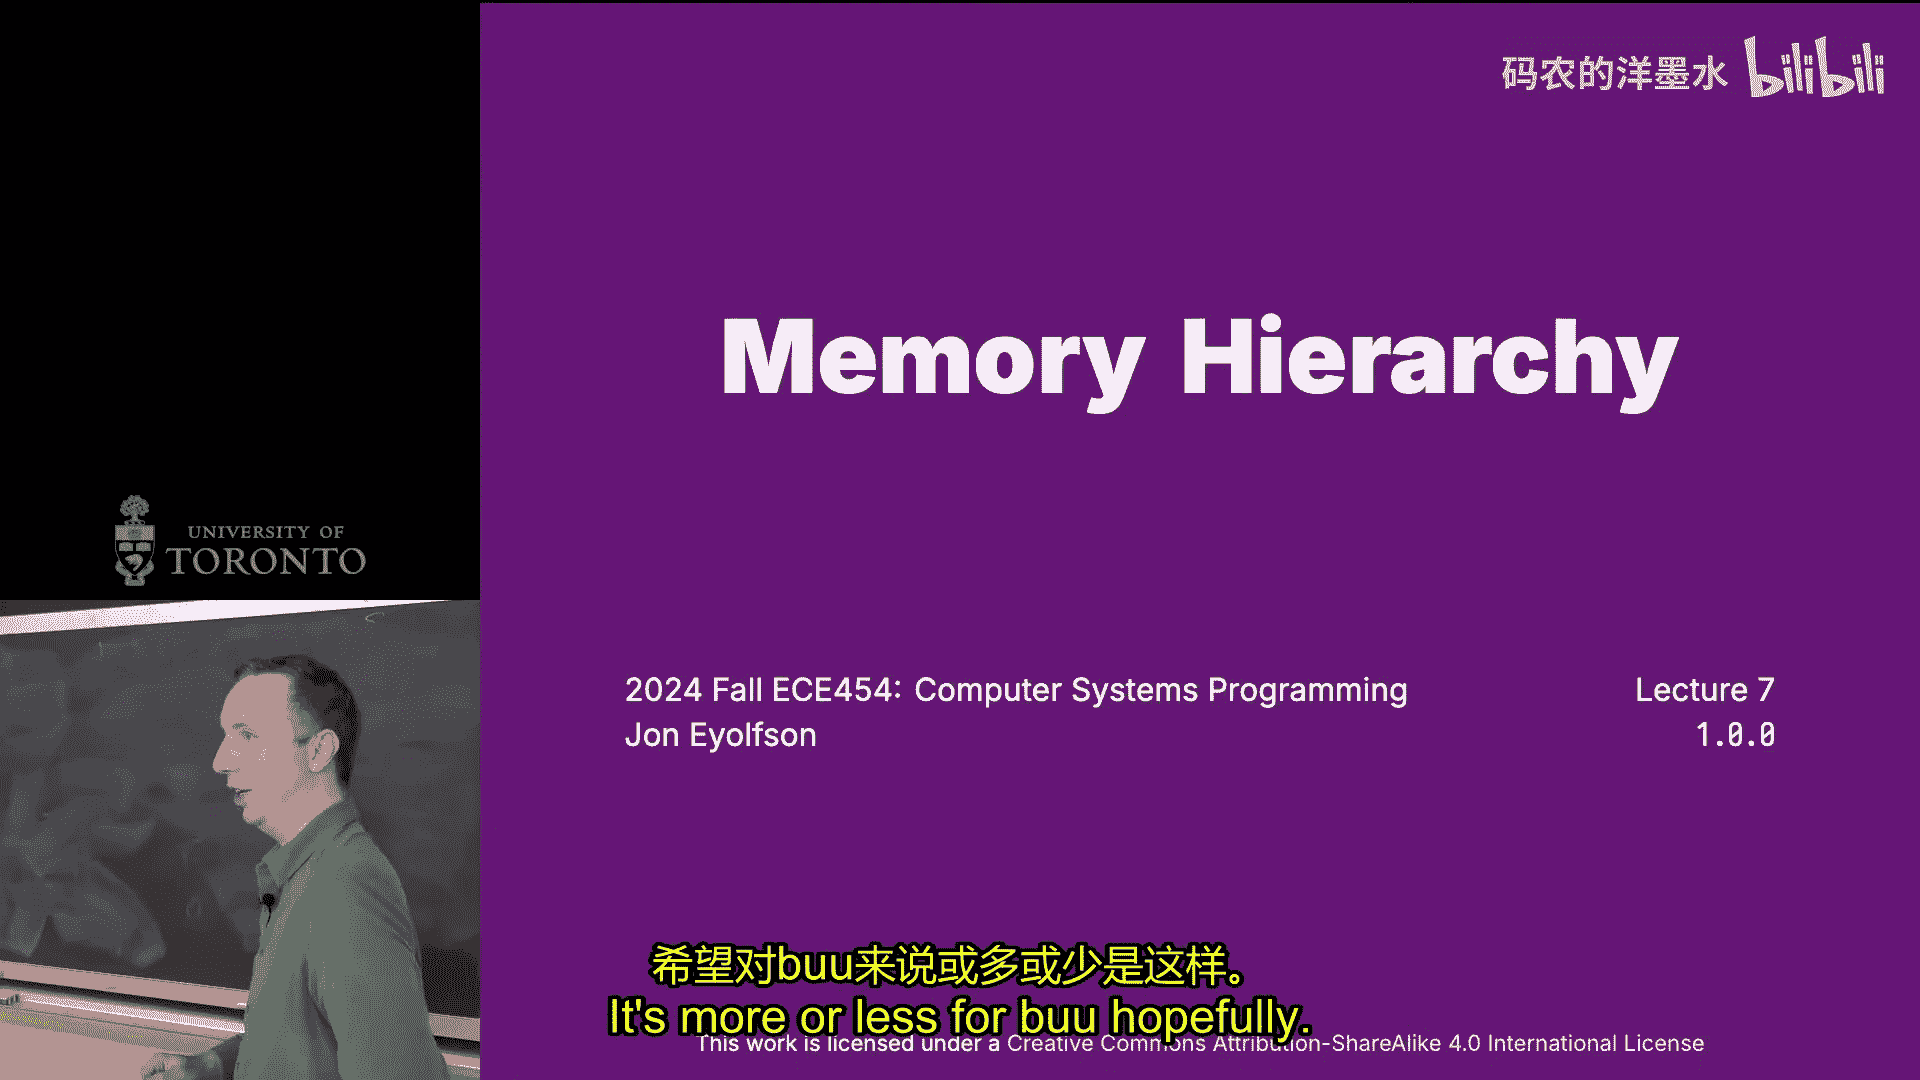 码农的洋墨水 bilibili
Memory Hierarchy
UNIVERSITY OF
TORONTO
2024 Fall ECE454: Computer Systems Programming
Lecture 7
Jon Eyolfson
1.0.0
希望对buu来说或多或少是这样。
It's more or less for buu hopefully.
This work is licensed under a Creative Commons Attribution-ShareAlike 4.0 International License